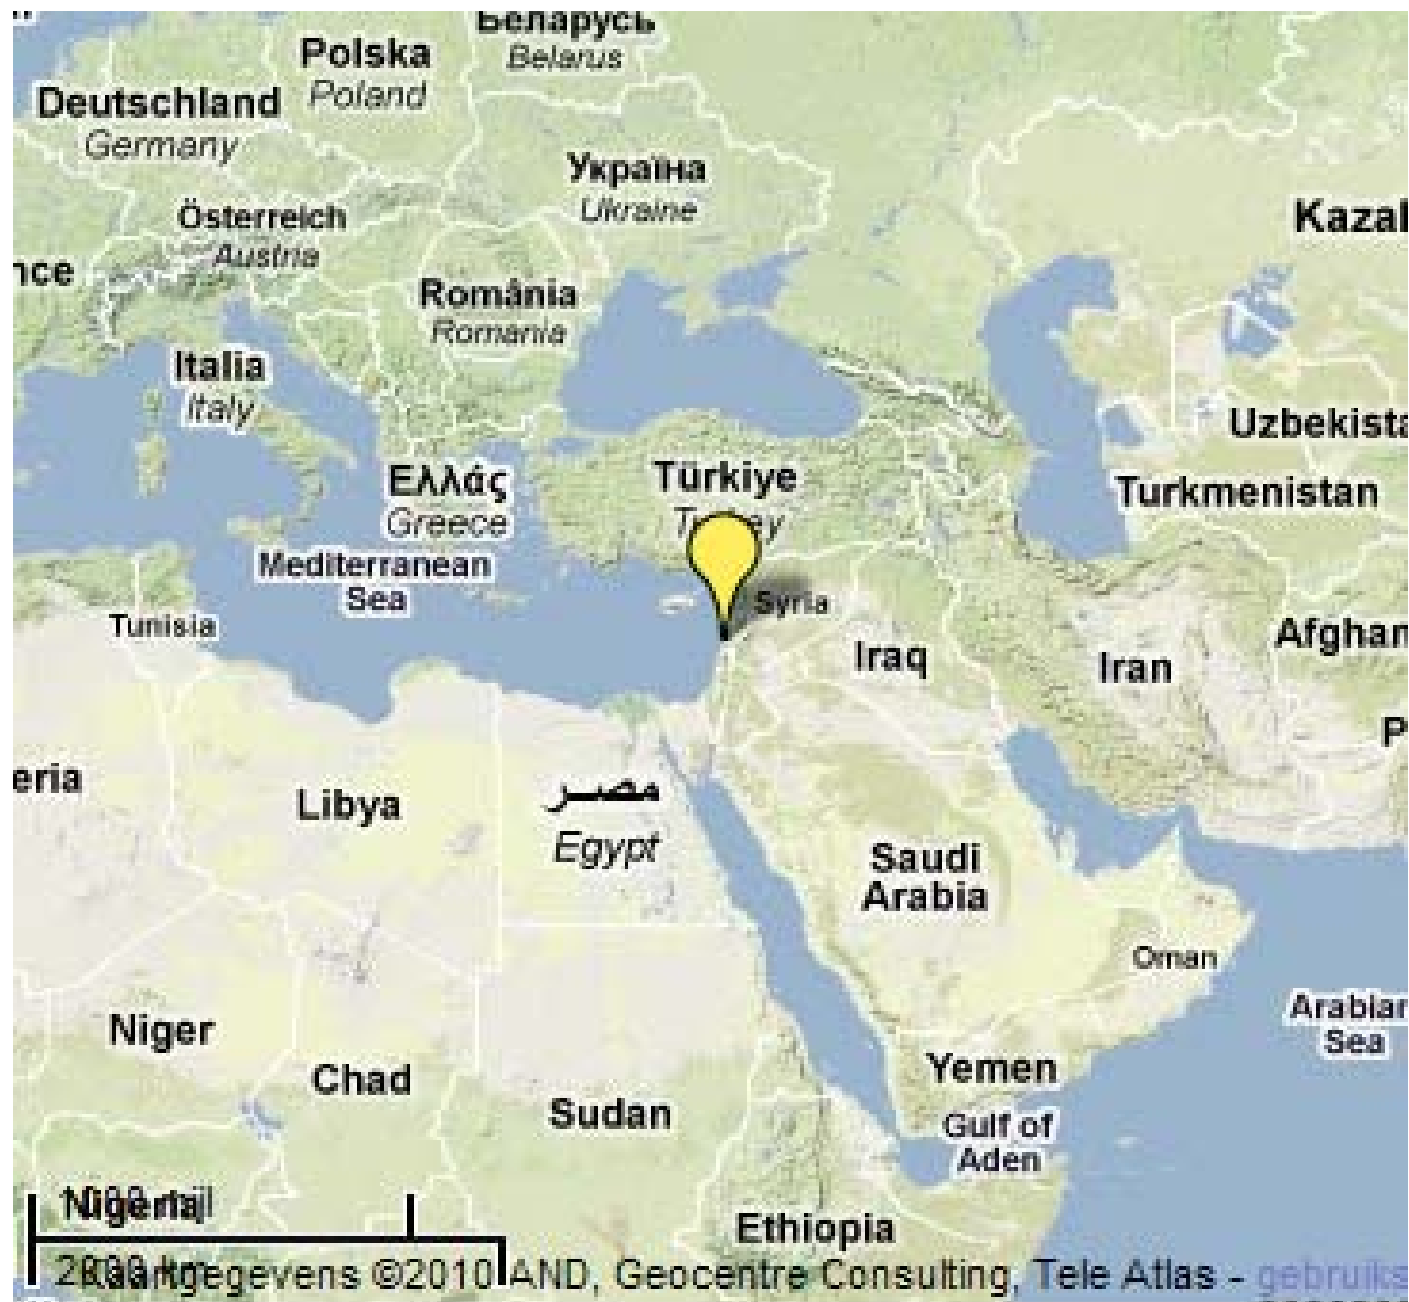 Беларусь
Belarus
Polska
Poland
Deutschland
Germany
Україна
Ukraine
Österreich
Austria
Kazak
nce
România
Romania
Italia
Italy
Uzbekista
Türkiye
Ελλάς
Greece
Turkmenistan
Mediterranean
Sea
Syria
Tunisia
Afghan
Iraq
Iran
P
eria
Libya
مصر
Egypt
Saudi
Arabia
Oman
Arabian
Sea
Niger
Yemen
Chad
Sudan
Gulf of
Aden
Nigeria
Ethiopia
Kaartgegevens ©2010 AND, Geocentre Consulting, Tele Atlas - gebruiks